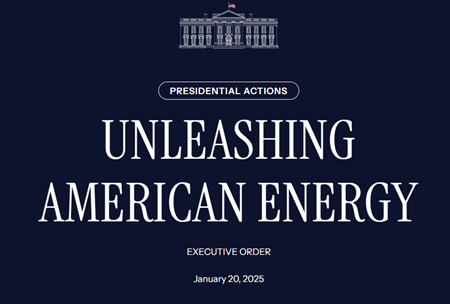 PRESIDENTIAL ACTIONS
UNLEASHING
AMERICAN ENERGY
EXECUTIVE ORDER
January 20, 2025